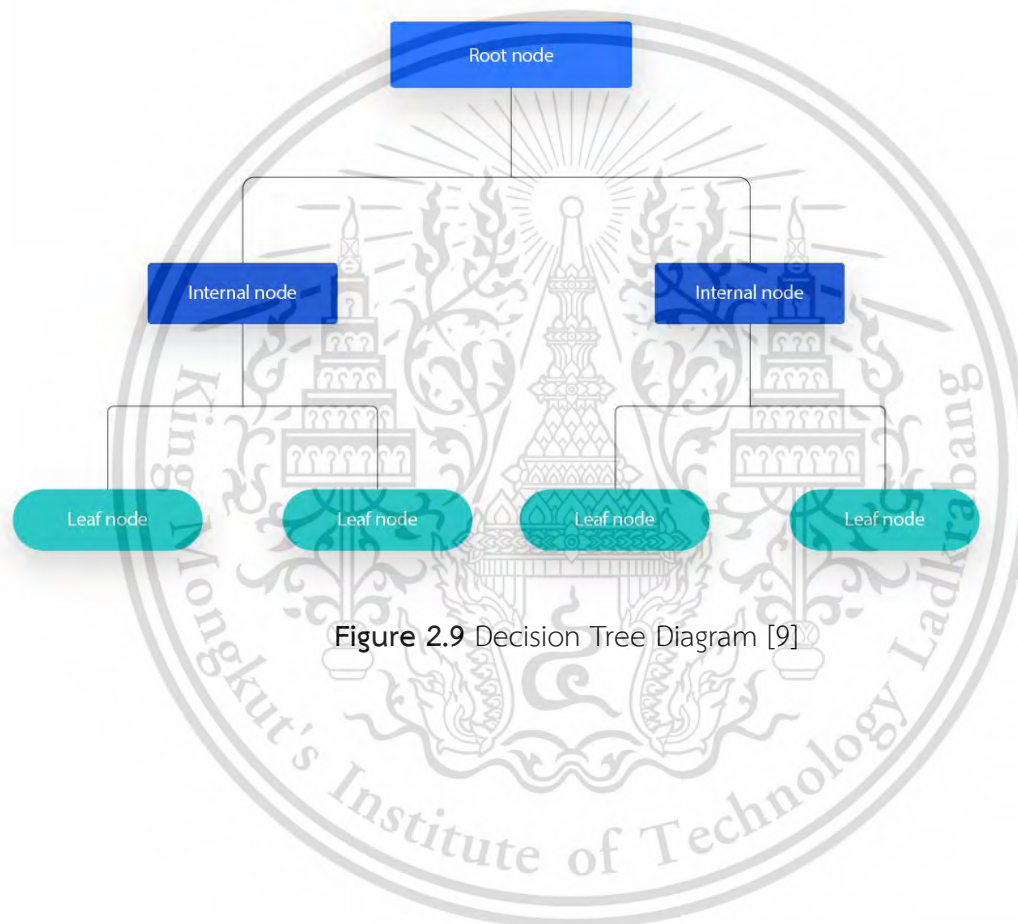 Root node
Internal node Internal node
Leaf node Leaf node Leaf node Leaf node
Figure 2.9 Decision Tree Diagram [9]
King Mongkut's Institute of Technology Ladkrabang